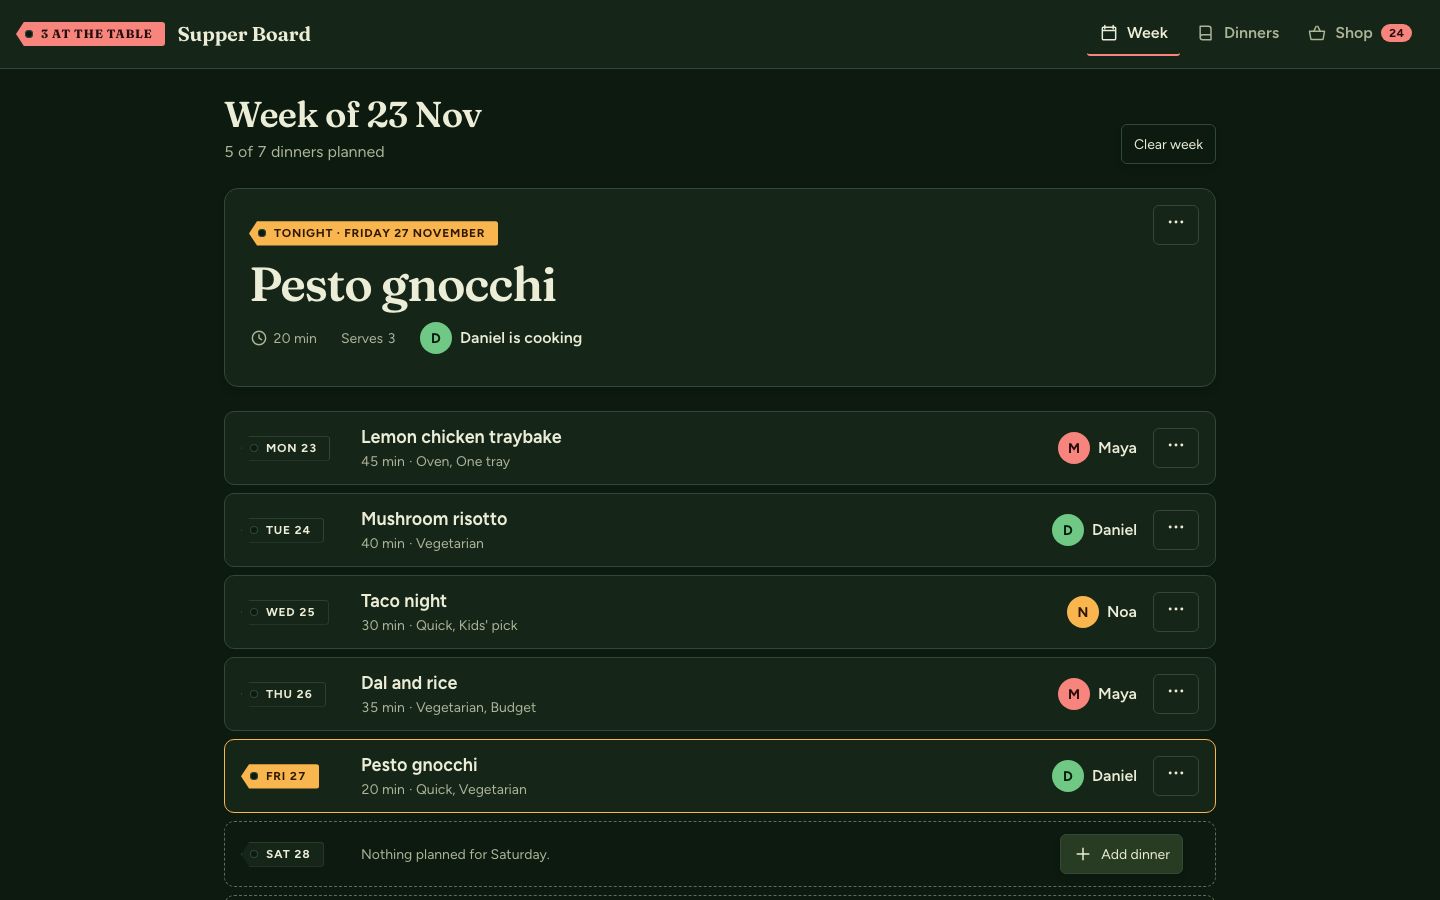 3 AT THE TABLE Supper Board Week Dinners Shop 24
Week of 23 Nov
5 of 7 dinners planned
Clear week
TONIGHT · FRIDAY 27 NOVEMBER
Pesto gnocchi
20 min Serves 3 D Daniel is cooking
MON 23 Lemon chicken traybake
45 min · Oven, One tray
M Maya
TUE 24 Mushroom risotto
40 min · Vegetarian
D Daniel
WED 25 Taco night
30 min · Quick, Kids' pick
N Noa
THU 26 Dal and rice
35 min · Vegetarian, Budget
M Maya
FRI 27 Pesto gnocchi
20 min · Quick, Vegetarian
D Daniel
SAT 28 Nothing planned for Saturday. Add dinner